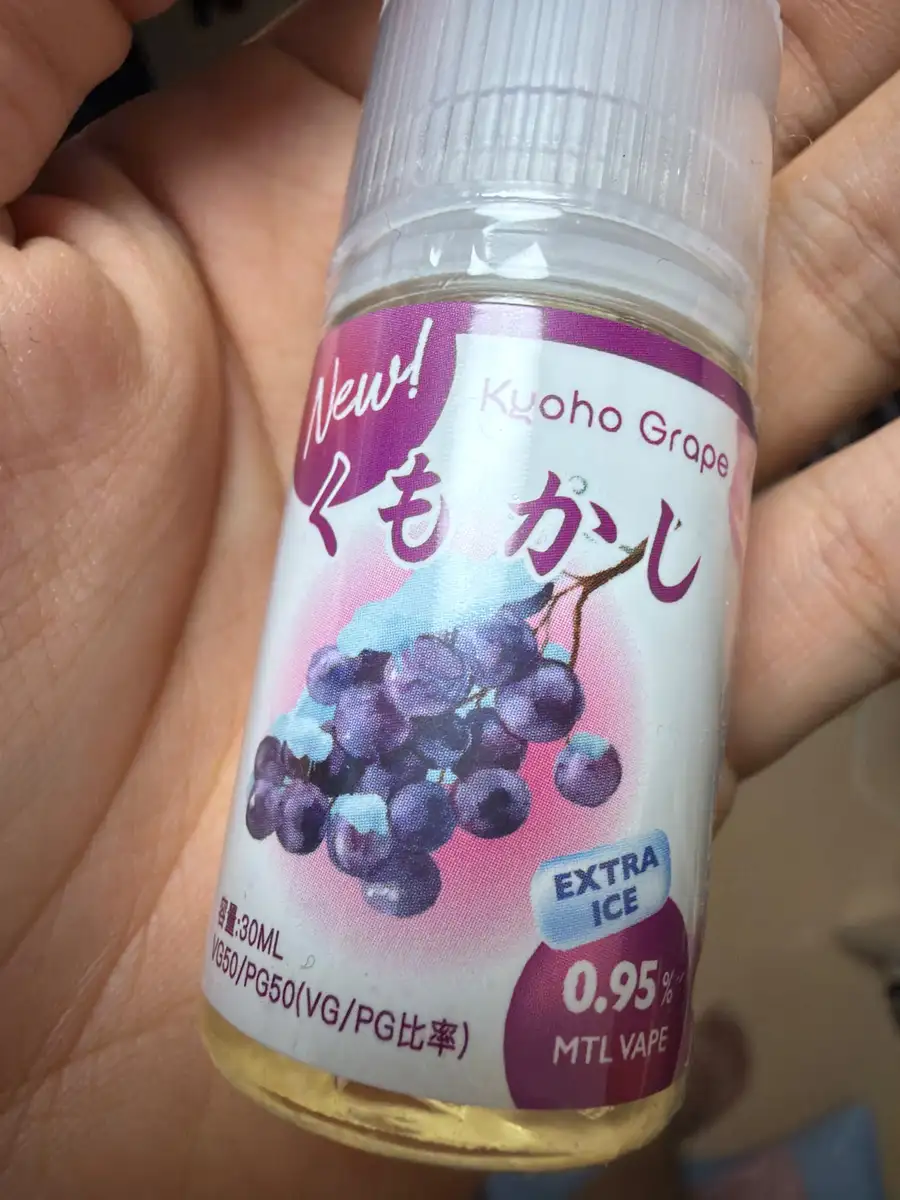 New!
Kyoho Grape
くもかじ
EXTRA
ICE
容量:30ML
VG50/PG50(VG/PG比率)
0.95%
MTL VAPE